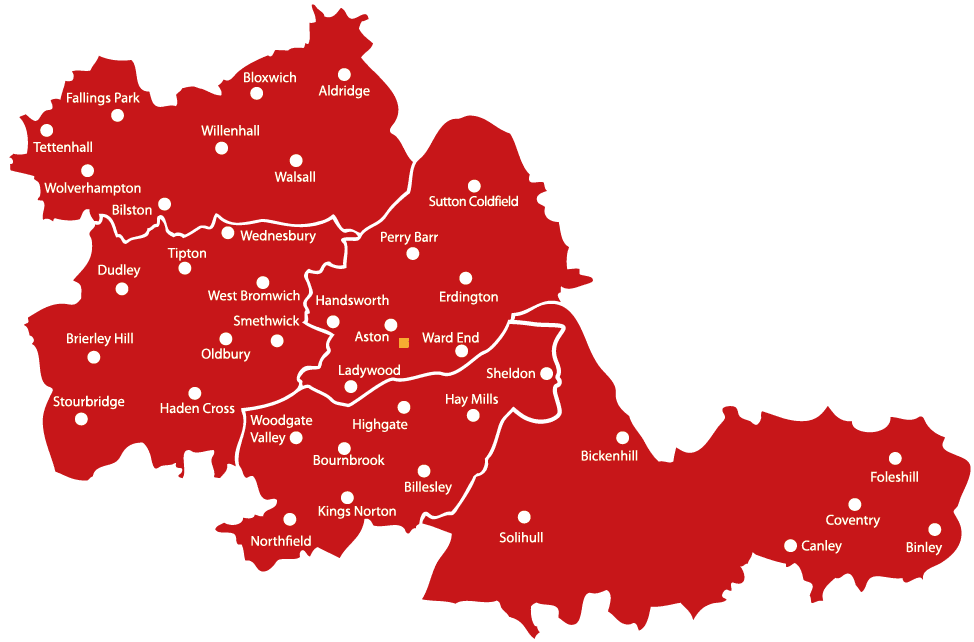 Bloxwich
Aldridge
Fallings Park
Willenhall
Tettenhall
Walsall
Wolverhampton
Bilston
Sutton Coldfield
Wednesbury
Perry Barr
Tipton
Dudley
West Bromwich
Handsworth
Erdington
Smethwick
Aston
Ward End
Brierley Hill
Oldbury
Ladywood
Sheldon
Stourbridge
Haden Cross
Hay Mills
Woodgate
Valley
Highgate
Bickenhill
Bournbrook
Foleshill
Billesley
Kings Norton
Coventry
Solihull
Northfield
Canley
Binley